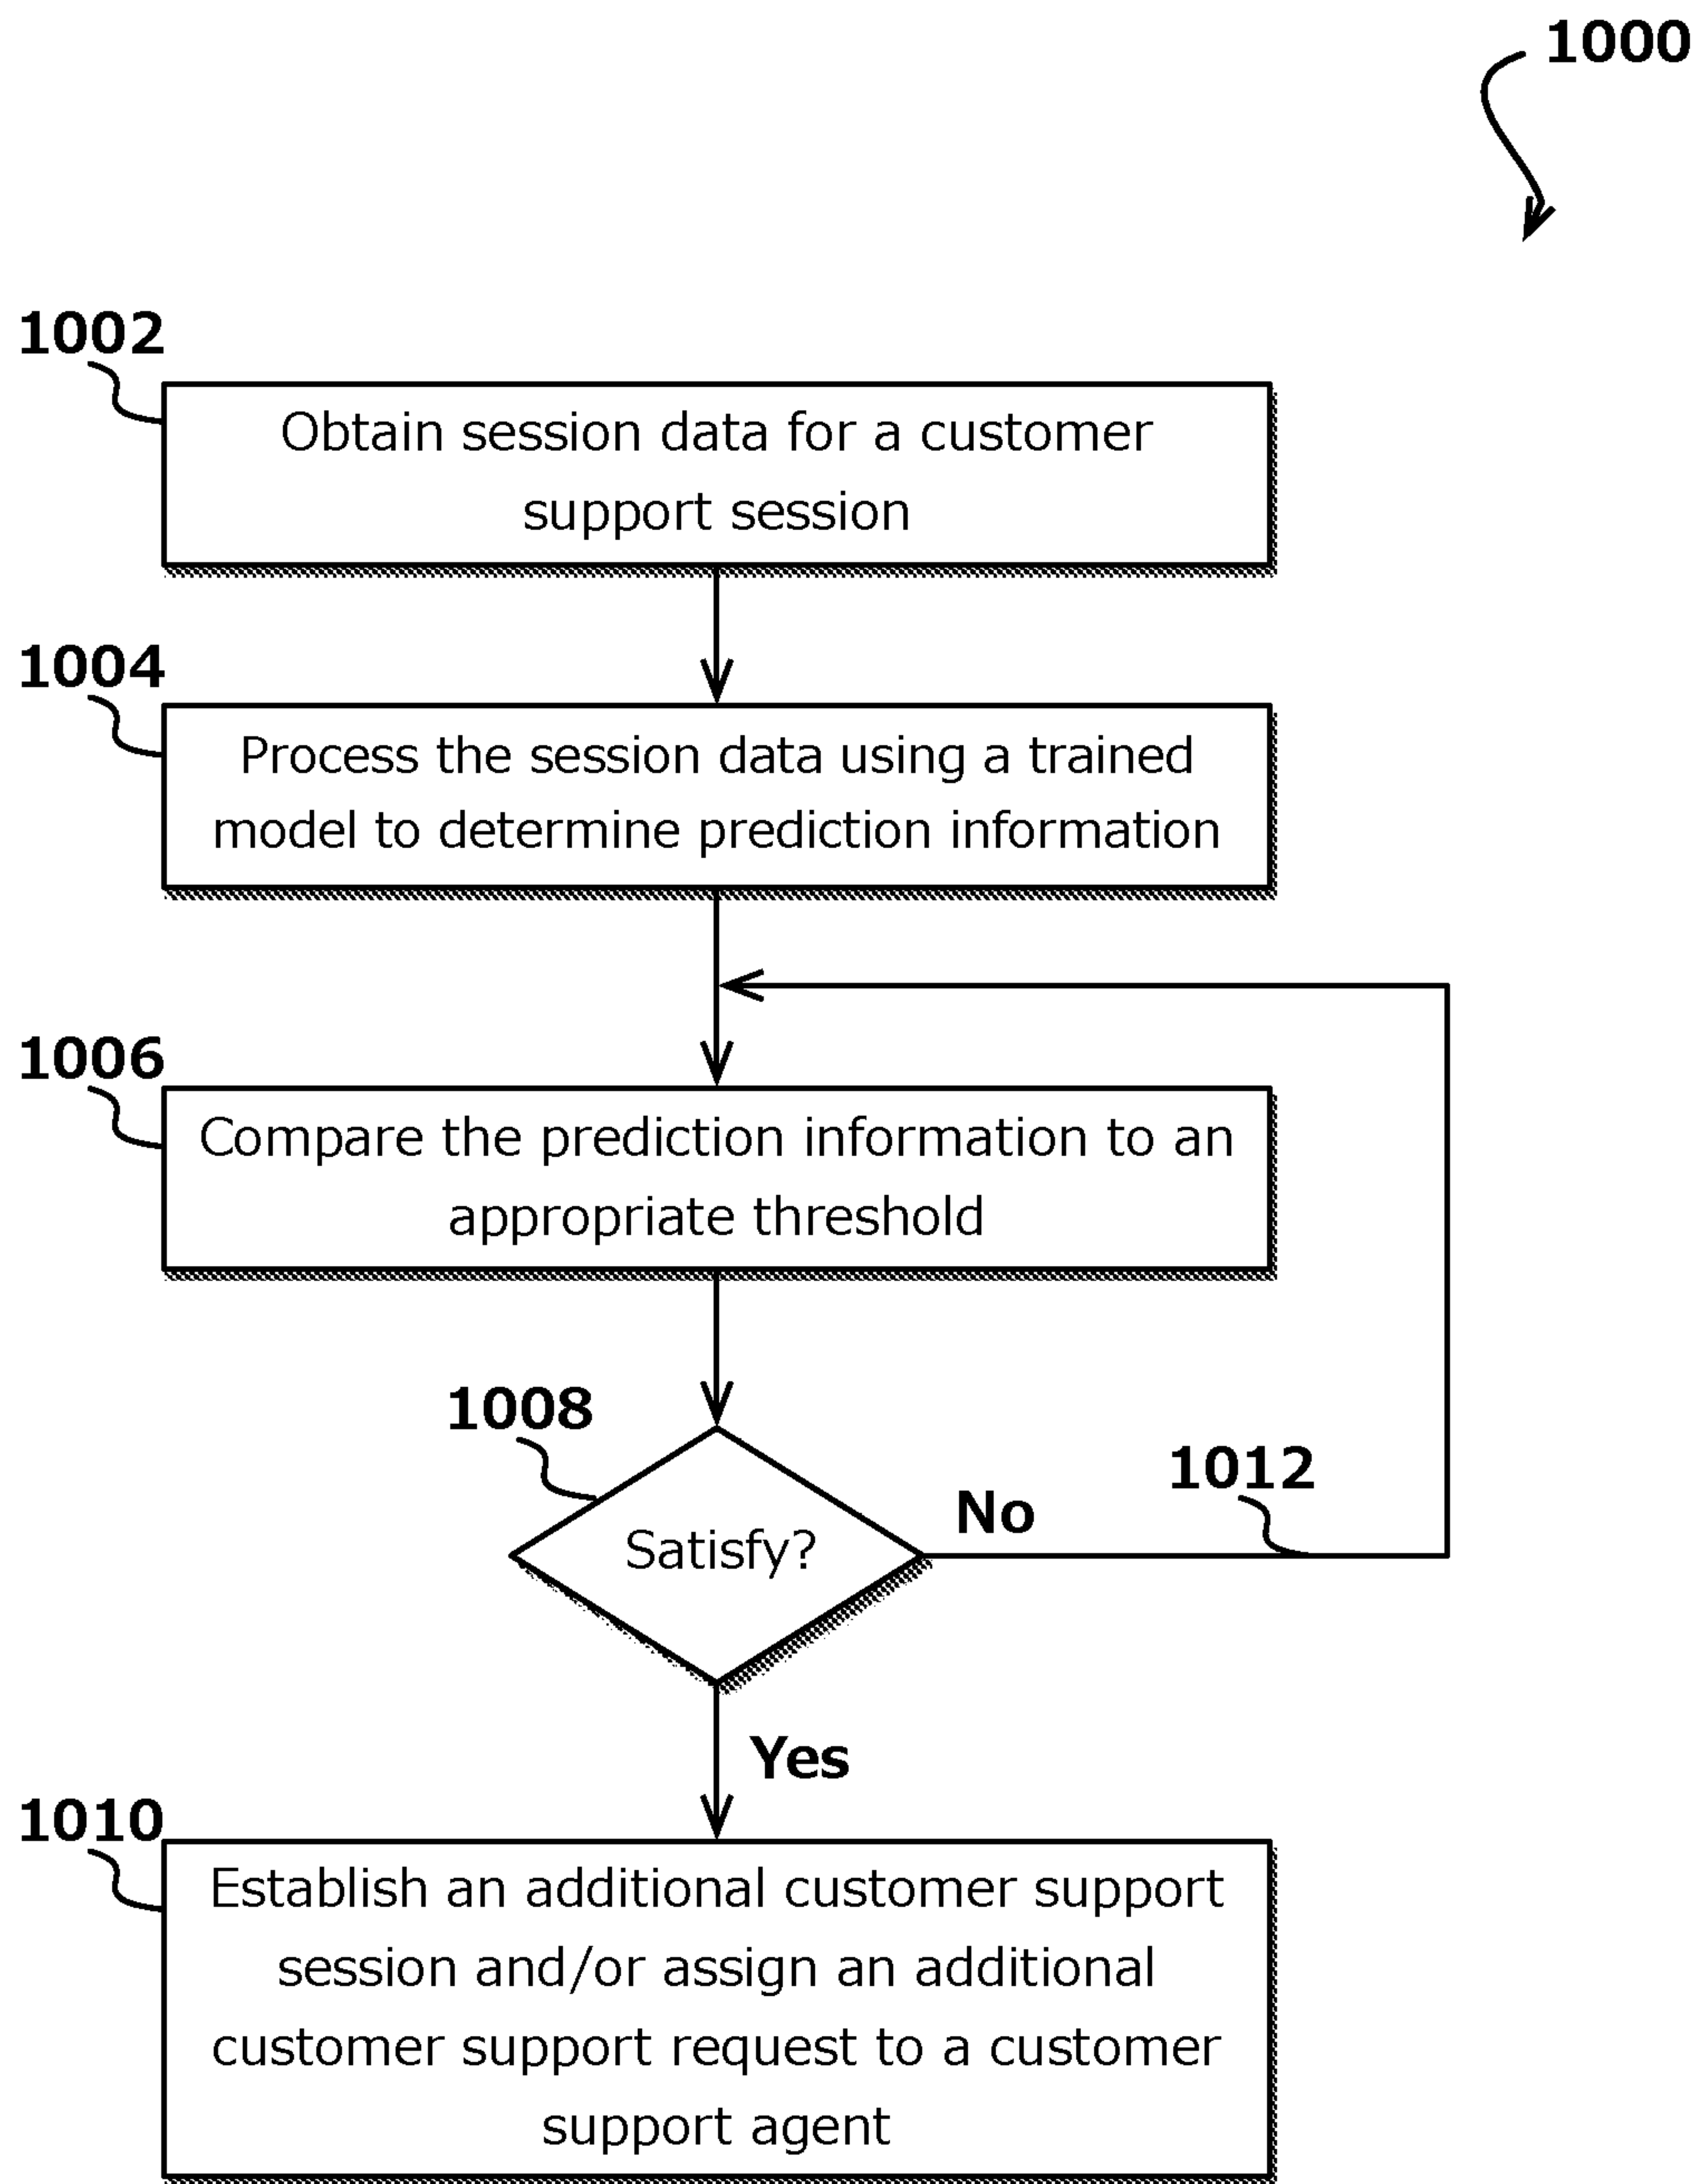 1000
1002
Obtain session data for a customer
support session
1004
Process the session data using a trained
model to determine prediction information
1006
Compare the prediction information to an
appropriate threshold
1008
Satisfy?
No
1012
Yes
1010
Establish an additional customer support
session and/or assign an additional
customer support request to a customer
support agent